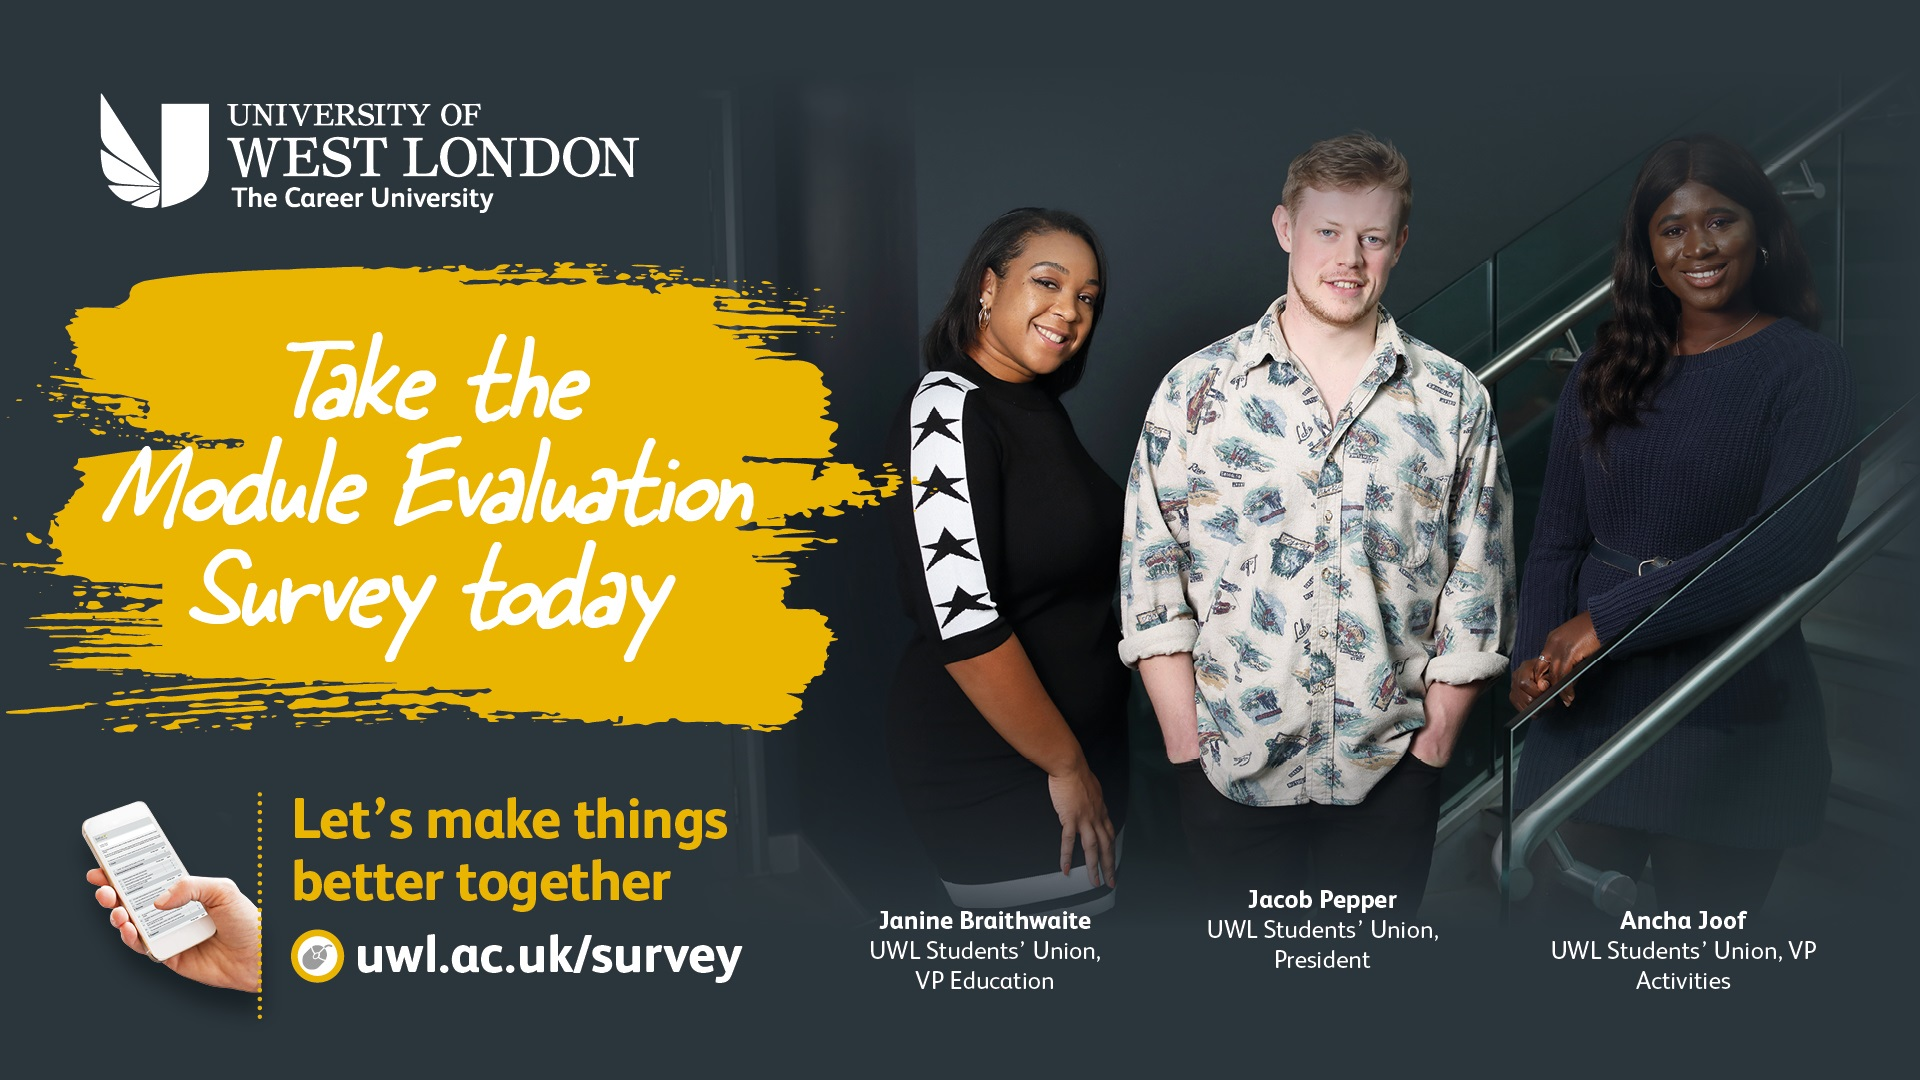 UNIVERSITY OF
WEST LONDON
The Career University
Take the
Module Evaluation
Survey today
Let's make things
better together
uwl.ac.uk/survey
Janine Braithwaite
UWL Students' Union,
VP Education
Jacob Pepper
UWL Students' Union,
President
Ancha Joof
UWL Students' Union, VP
Activities